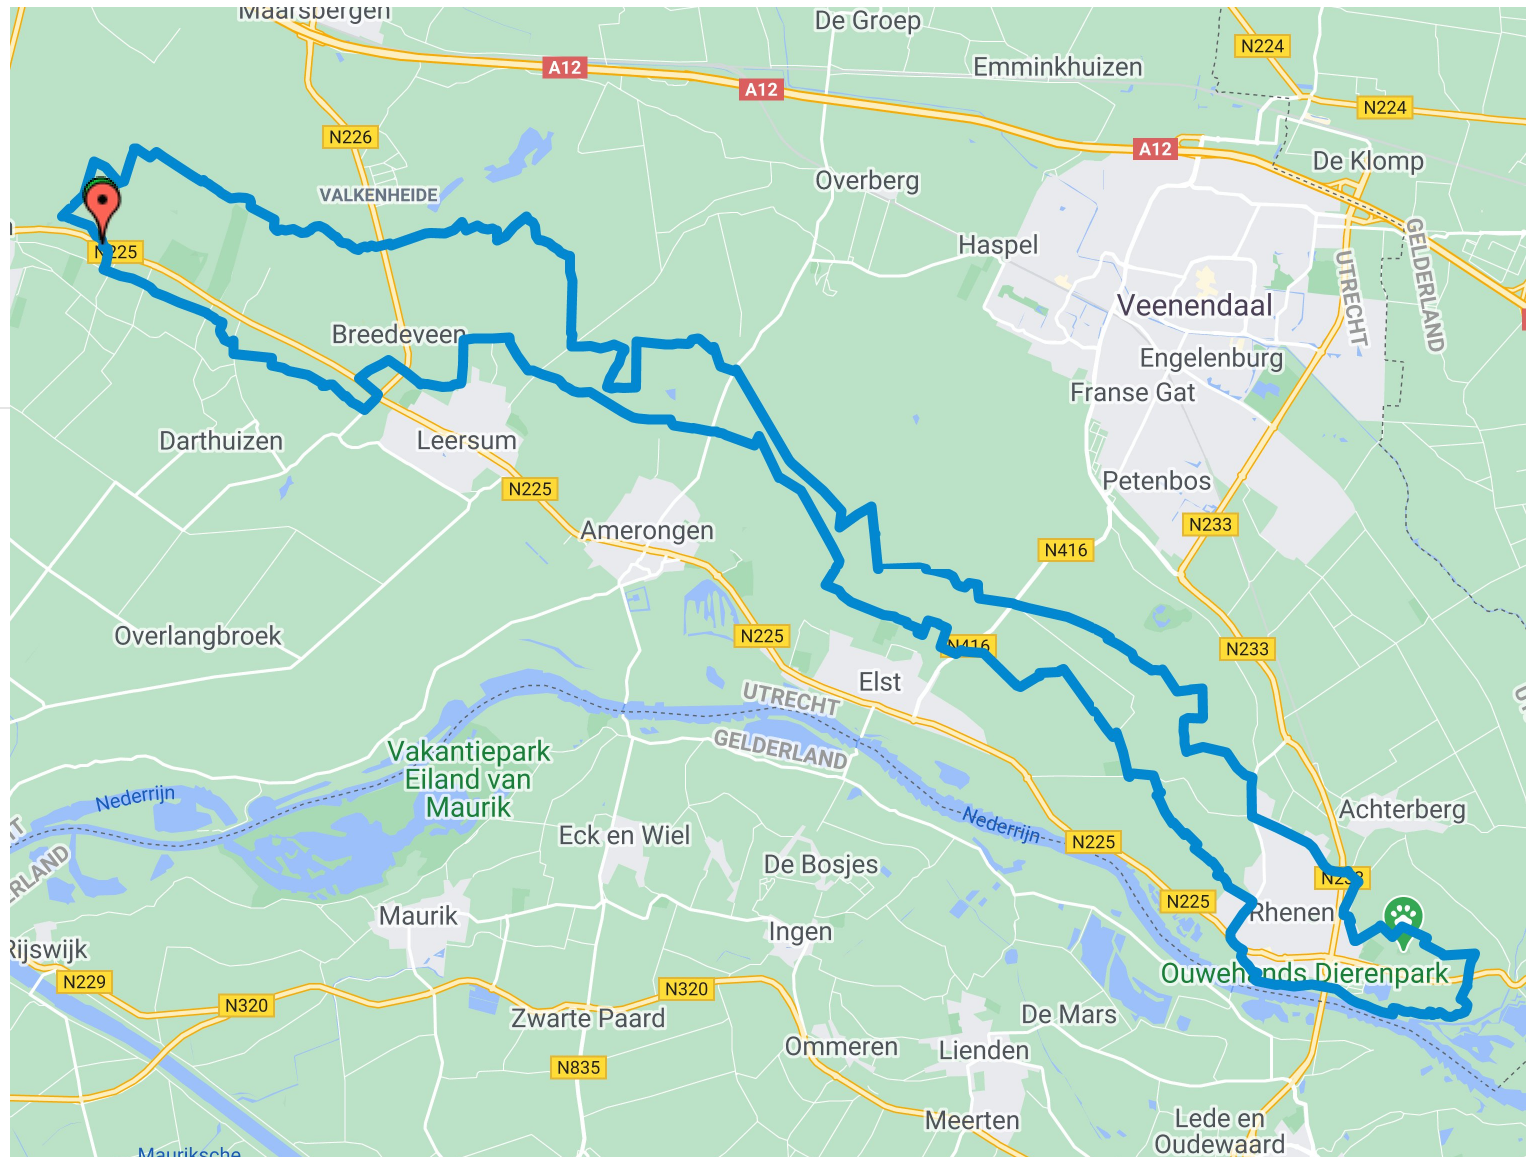 Maarsbergen
De Groep
N224
A12
Emminkhuizen
A12
N224
N226
A12
De Klomp
VALKENHEIDE
Overberg
N225
Haspel
GELDERLAND
UTRECHT
Veenendaal
Breedeveen
Engelenburg
Franse Gat
Darthuizen
Leersum
N225
Petenbos
N233
Amerongen
N416
Overlangbroek
N225
N416
N233
Elst
UTRECHT
GELDERLAND
Vakantiepark
Eiland van
Maurik
Nederrijn
Nederrijn
Achterberg
Eck en Wiel
N225
De Bosjes
N233
N225
Maurik
Rhenen
Ingen
Rijswijk
Ouwehands Dierenpark
N229
N320
N320
Zwarte Paard
De Mars
Ommeren
Lienden
N835
Meerten
Lede en
Oudewaard
Mauriksche